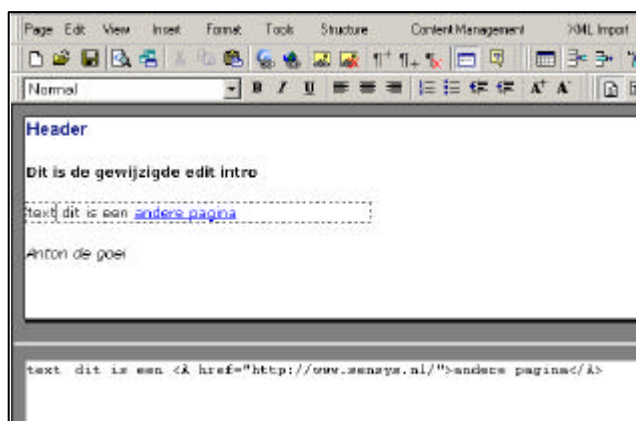 Page Edit View Insert Format Tools Structure Content Management XML Import
Normal B I U A+ A-
Header
Dit is de gewijzigde edit intro
text dit is een andere pagina
Anton de goei
text dit is een <A href="http://www.sensys.nl/">andere pagina</A>